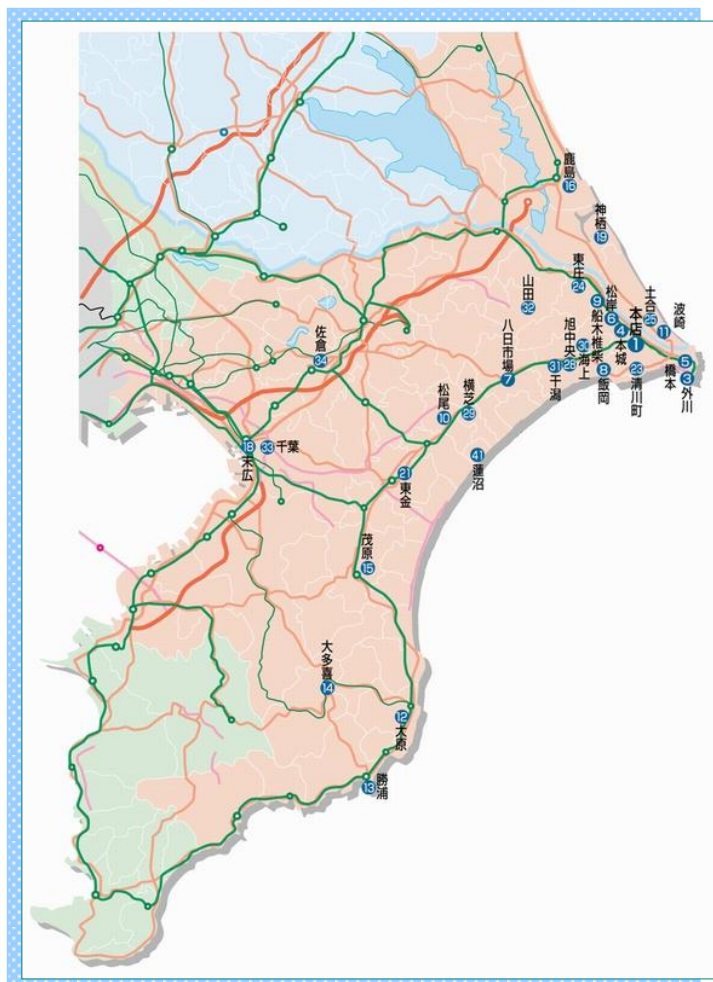 鹿島
16
神栖
19
東庄
24
山田
32
松岸
6
9
船木椎柴
土合
25
波崎
11
本店
1
4
本城
5
橋本
3
外川
23
清川町
8
飯岡
30
海上
旭中央
28
31
干潟
八日市場
7
横芝
29
松尾
10
佐倉
34
18
末広
33
千葉
41
蓮沼
21
東金
茂原
15
大多喜
14
12
大原
13
勝浦